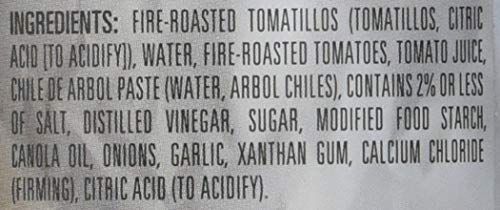 INGREDIENTS: FIRE-ROASTED TOMATILLOS (TOMATILLOS, CITRIC
ACID [TO ACIDIFY]), WATER, FIRE-ROASTED TOMATOES, TOMATO JUICE,
CHILE DE ARBOL PASTE (WATER, ARBOL CHILES), CONTAINS 2% OR LESS
OF SALT, DISTILLED VINEGAR, SUGAR, MODIFIED FOOD STARCH,
CANOLA OIL, ONIONS, GARLIC, XANTHAN GUM, CALCIUM CHLORIDE
(FIRMING), CITRIC ACID (TO ACIDIFY).